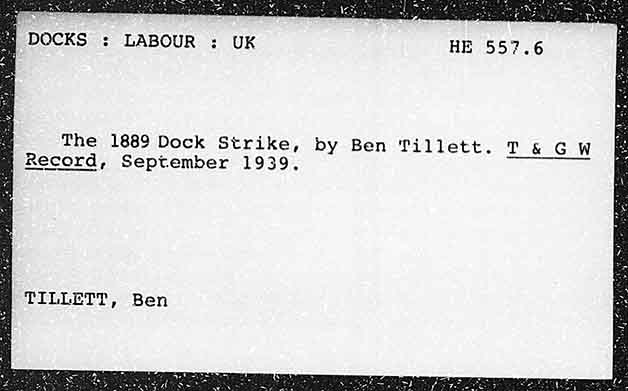 DOCKS : LABOUR : UK HE 557.6
The 1889 Dock Strike, by Ben Tillett. T & G W
Record, September 1939.
TILLETT, Ben